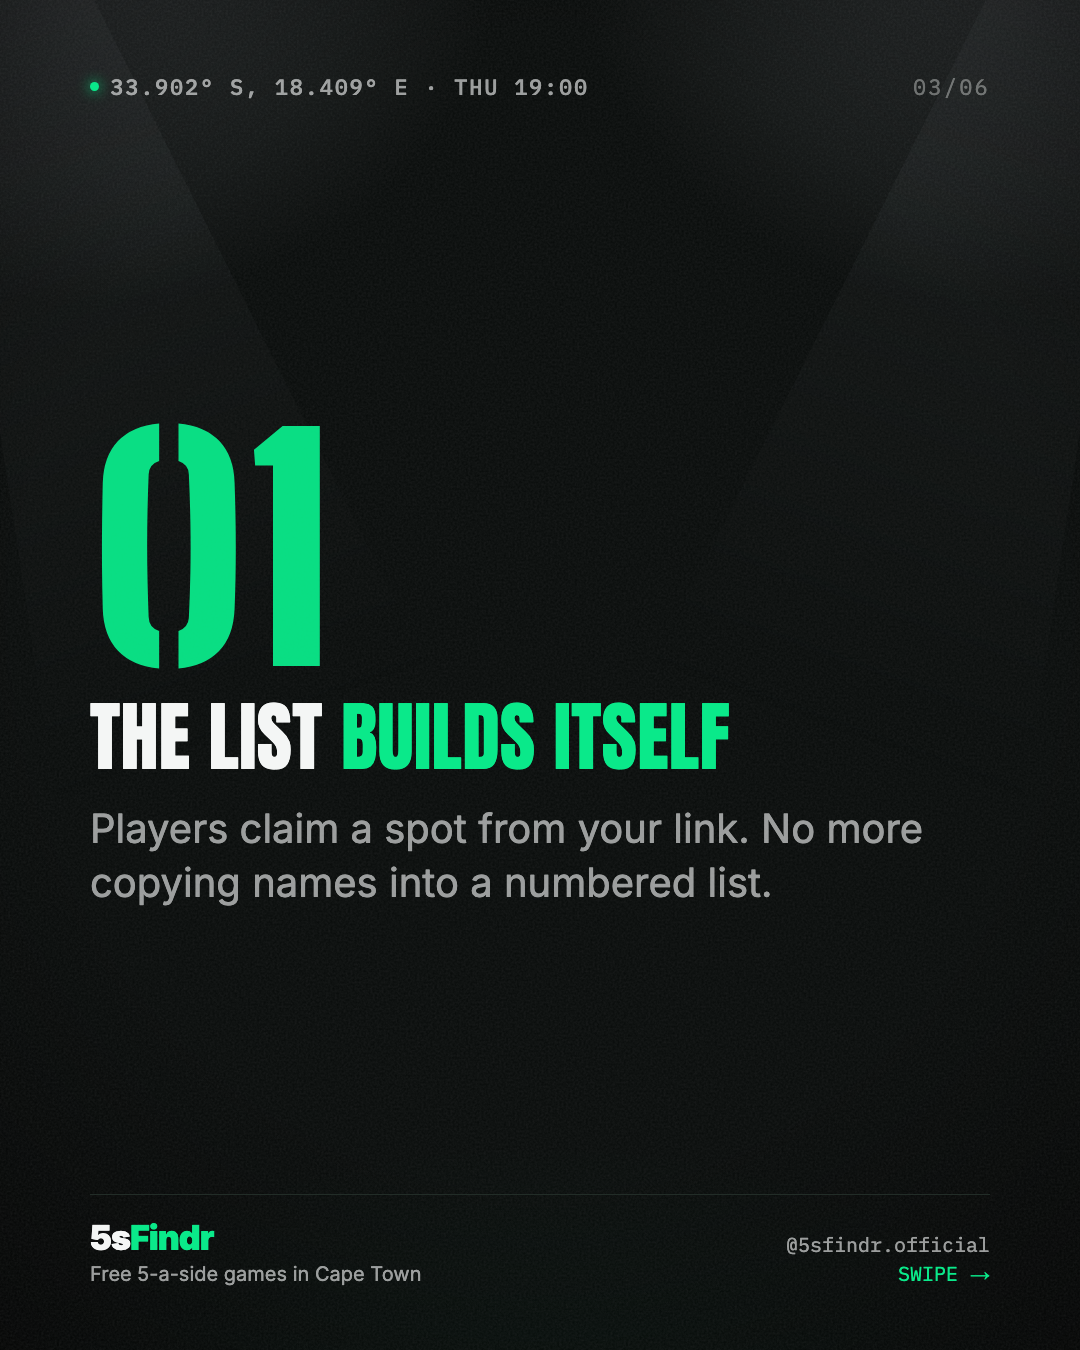 33.902° S, 18.409° E · THU 19:00
03/06
01
THE LIST BUILDS ITSELF
Players claim a spot from your link. No more
copying names into a numbered list.
5sFindr
Free 5-a-side games in Cape Town
@5sfindr.official
SWIPE →